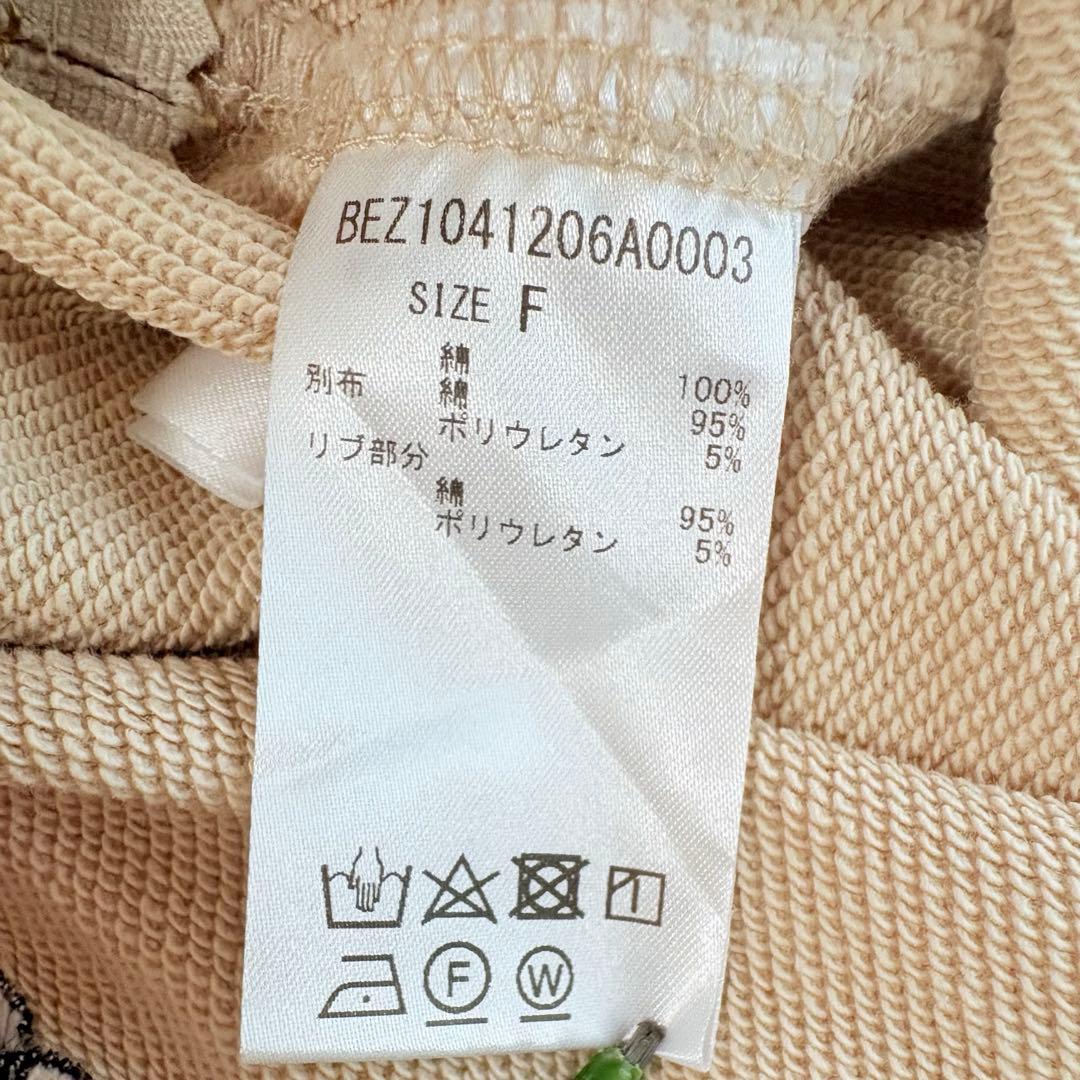 BEZ1041206A0003
SIZE F
綿 100%
別布 綿 95%
ポリウレタン 5%
リブ部分
綿 95%
ポリウレタン 5%
F W